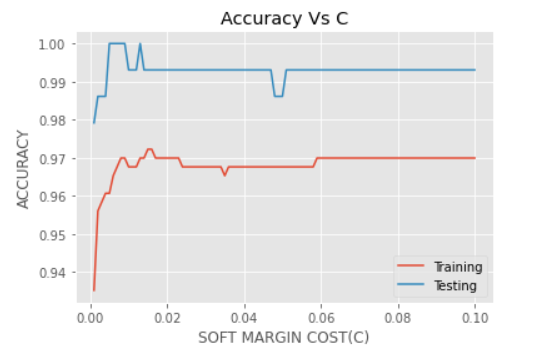 Accuracy Vs C
1.00
0.99
0.98
0.97
0.96
0.95
0.94
ACCURACY
0.00 0.02 0.04 0.06 0.08 0.10
SOFT MARGIN COST(C)
Training
Testing